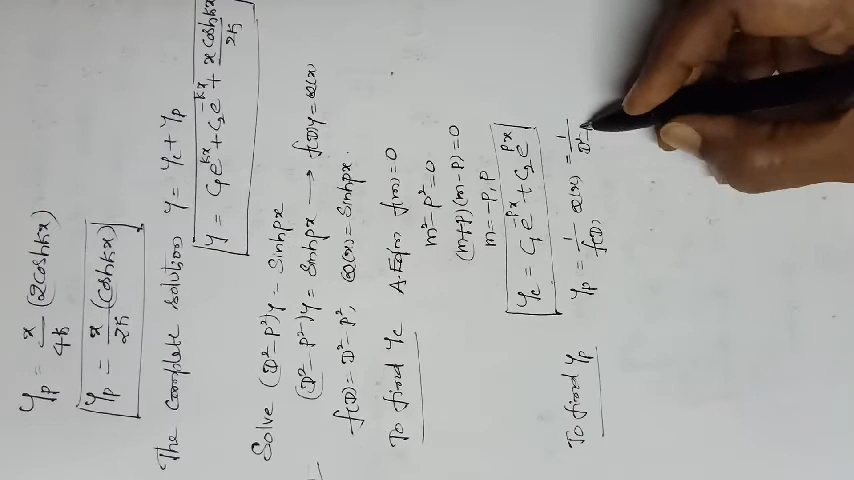 Yp = x/4k (2coshkx)
Yp = x/2k (coshkx)
The complete solution y = yc + yp
y = C1e^kx + C2e^-kx + x coshkx/2k
Solve (D²-P²)y = sinhpx
(D²-P²)y = sinhpx → f(D)y = Q(x)
f(D) = D²-P², Q(x) = sinhpx.
To find yc A.Eqn f(m)=0
m²-P²=0
(m+P)(m-P)=0
m = -P, P
yc = C1e^-px + C2e^px
To find yp yp = 1/f(D) Q(x) = 1/D²-